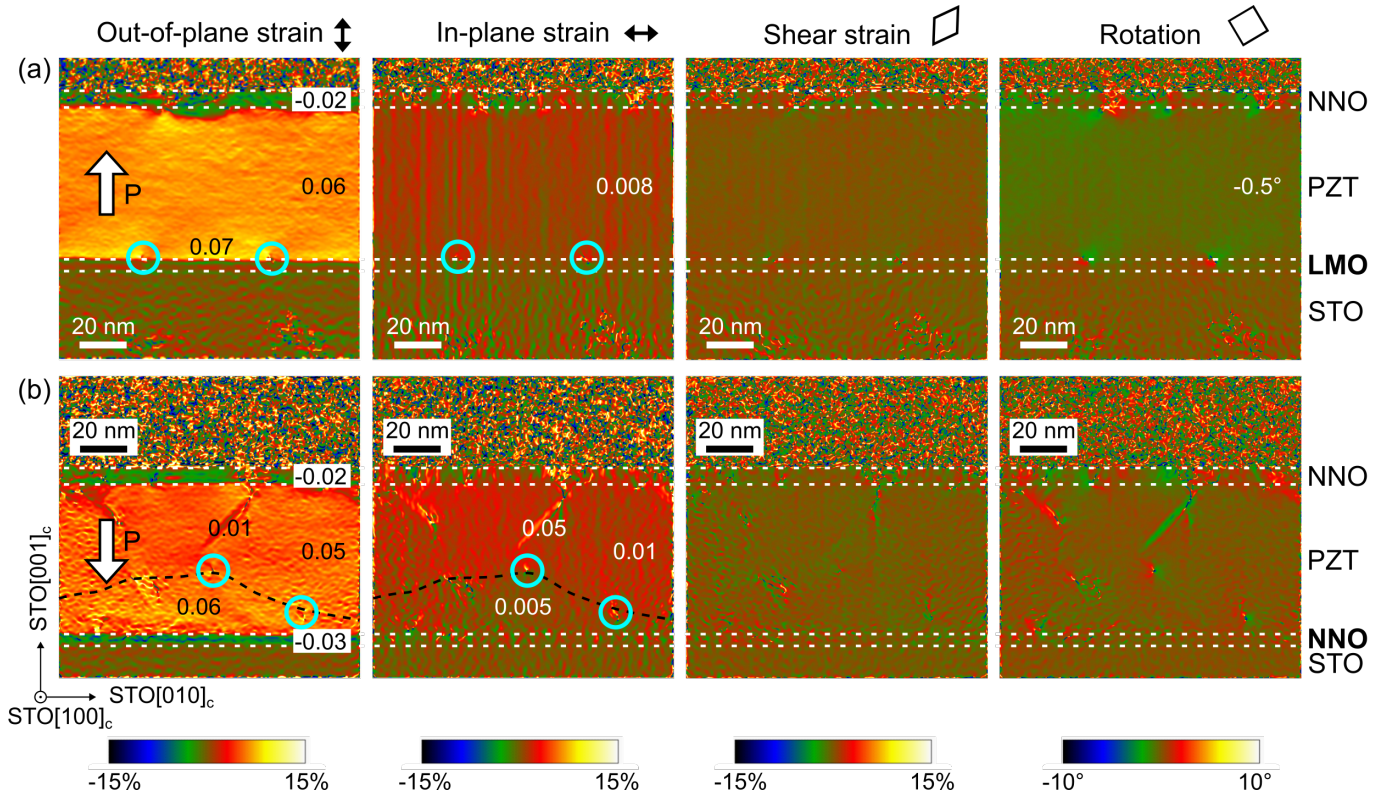 Out-of-plane strain
In-plane strain
Shear strain
Rotation
(a)
-0.02
NNO
P
0.06
0.008
-0.5°
PZT
0.07
LMO
STO
20 nm
20 nm
20 nm
20 nm
(b)
20 nm
20 nm
20 nm
20 nm
-0.02
NNO
P
0.01
0.05
0.05
0.01
PZT
0.06
0.005
-0.03
NNO
STO
STO[001]c
STO[010]c
STO[100]c
-15% 15%
-15% 15%
-15% 15%
-10° 10°